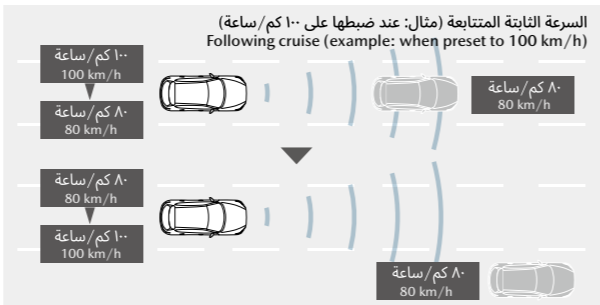 السرعة الثابتة المتتابعة (مثال: عند ضبطها على ١٠٠ كم/ساعة)
Following cruise (example: when preset to 100 km/h)
١٠٠ كم/ساعة
100 km/h
٨٠ كم/ساعة
80 km/h
٨٠ كم/ساعة
80 km/h
٨٠ كم/ساعة
80 km/h
١٠٠ كم/ساعة
100 km/h
٨٠ كم/ساعة
80 km/h